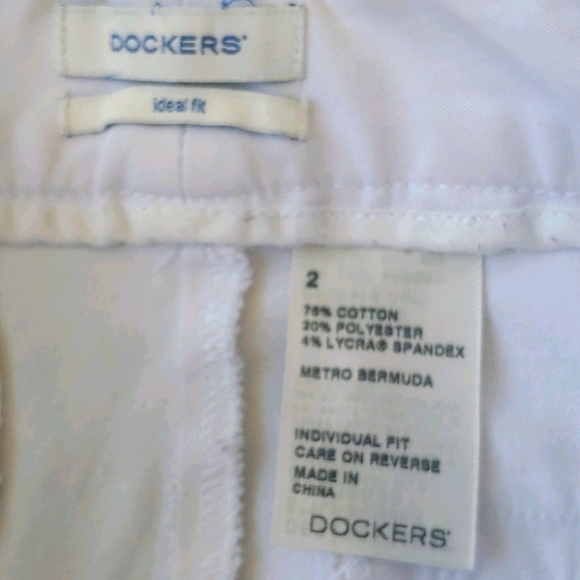 DOCKERS®
ideal fit
2
76% COTTON
20% POLYESTER
4% LYCRA® SPANDEX
METRO BERMUDA
INDIVIDUAL FIT
CARE ON REVERSE
MADE IN
CHINA
DOCKERS®